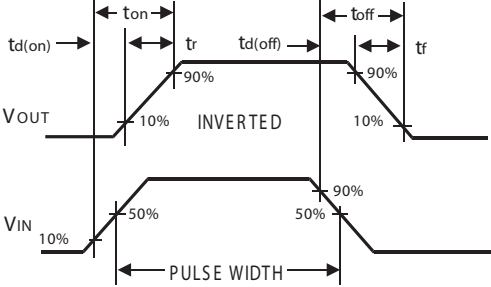 ton
toff
td(on)
tr
td(off)
tf
90%
90%
VOUT
10%
INVERTED
10%
90%
VIN
10%
50%
50%
PULSE WIDTH